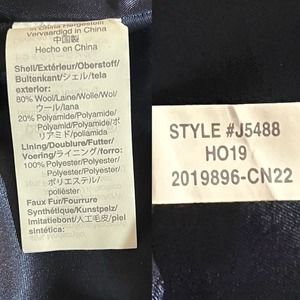 In China Hergestellt
Vervaardigd in China
中国製
Hecho en China
Shell/Extérieur/Oberstoff/
Buitenkant/シェル/tela
exterior:
80% Wool/Laine/Wolle/Wol/
ウール/lana
20% Polyamide/Polyamide/
Polyamid/Polyamide/ポ
リアミド/poliamida
Lining/Doublure/Futter/
Voering/ライニング/forro:
100% Polyester/Polyester/
Polyester/Polyester/
ポリエステル/
poliéster
Faux Fur/Fourrure
Synthétique/Kunstpelz/
Imitatiebont:/人工毛皮/piel
sintética:
STYLE #J5488
HO19
2019896-CN22